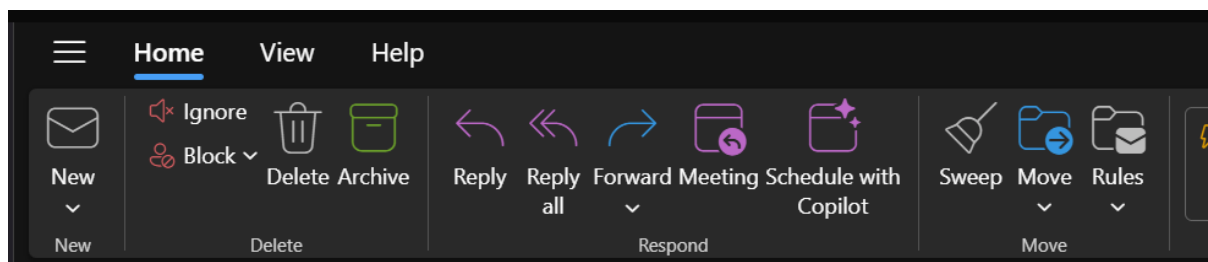 Home View Help
Ignore
Block
New
Delete Archive
Reply
Reply all
Forward
Meeting
Schedule with Copilot
Sweep
Move
Rules
New Delete Respond Move